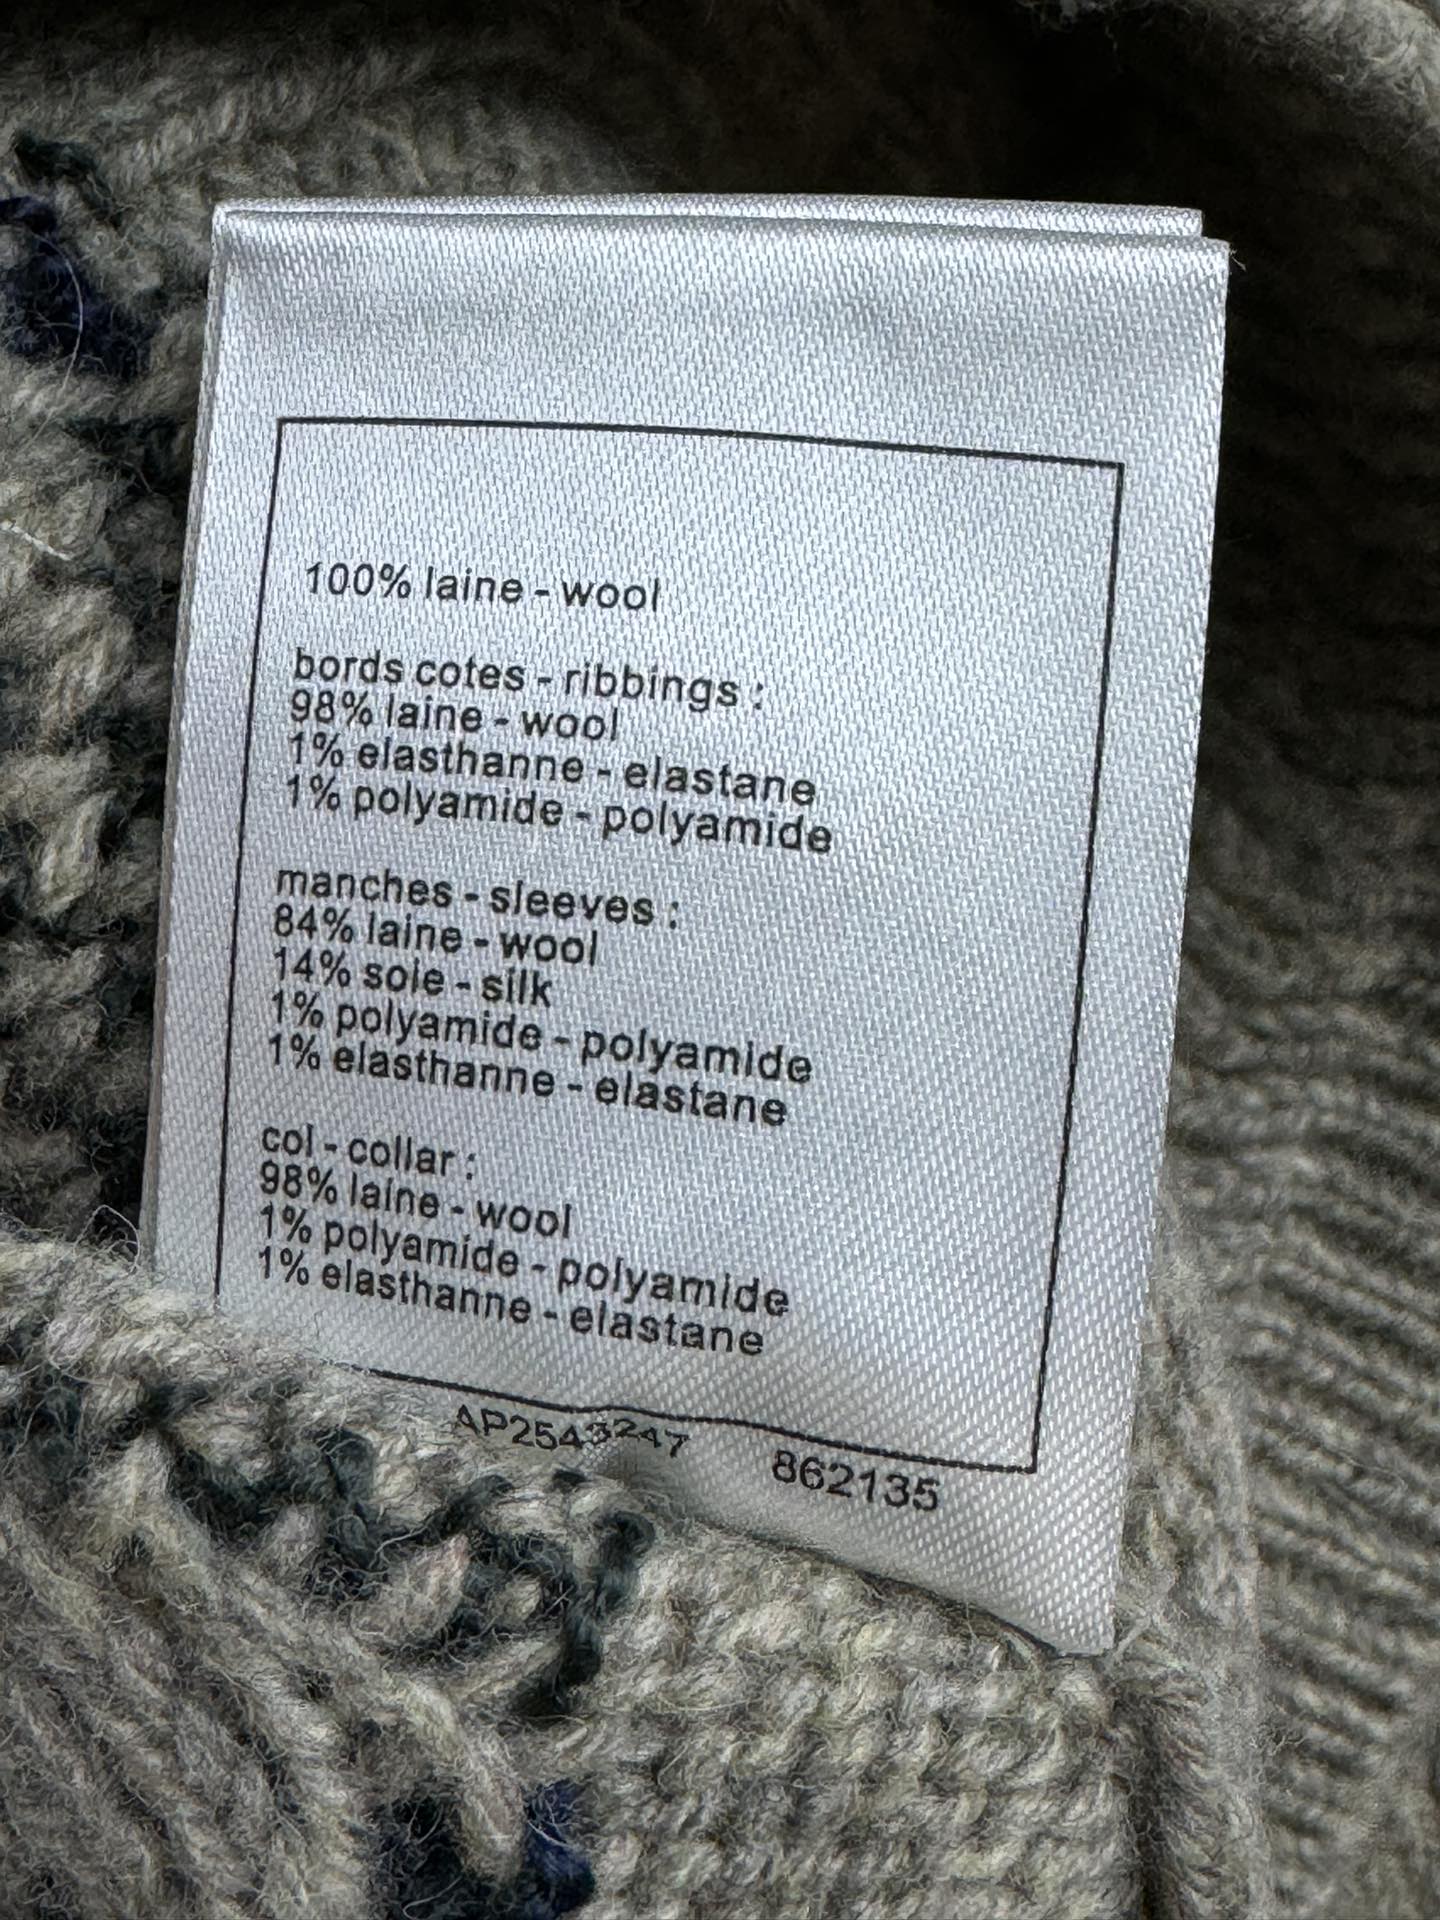 100% laine - wool
bords cotes - ribbings :
98% laine - wool
1% elasthanne - elastane
1% polyamide - polyamide
manches - sleeves :
84% laine - wool
14% soie - silk
1% polyamide - polyamide
1% elasthanne - elastane
col - collar :
98% laine - wool
1% polyamide - polyamide
1% elasthanne - elastane
AP2543247 862135